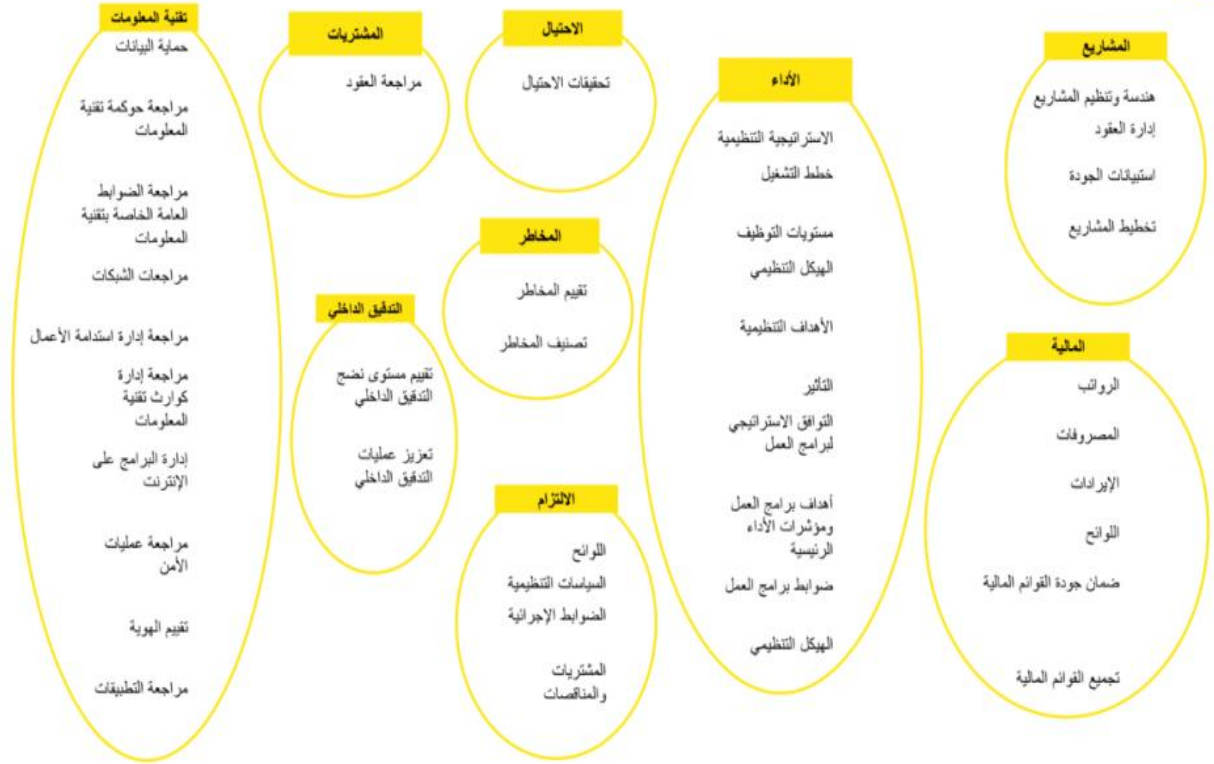 المشاريع
هندسة وتنظيم المشاريع
إدارة العقود
استبيانات الجودة
تخطيط المشاريع
المالية
الرواتب
المصروفات
الإيرادات
اللوائح
ضمان جودة القوائم المالية
تجميع القوائم المالية
الأداء
الاستراتيجية التنظيمية
خطط التشغيل
مستويات التوظيف
الهيكل التنظيمي
الأهداف التنظيمية
التأثير
التوافق الاستراتيجي
لبرامج العمل
أهداف برامج العمل
ومؤشرات الأداء
الرئيسية
ضوابط برامج العمل
الهيكل التنظيمي
الاحتيال
تحقيقات الاحتيال
المخاطر
تقييم المخاطر
تصنيف المخاطر
الالتزام
اللوائح
السياسات التنظيمية
الضوابط الإجرائية
المشتريات
والمناقصات
المشتريات
مراجعة العقود
التدقيق الداخلي
تقييم مستوى نضج
التدقيق الداخلي
تعزيز عمليات
التدقيق الداخلي
تقنية المعلومات
حماية البيانات
مراجعة حوكمة تقنية
المعلومات
مراجعة الضوابط
العامة الخاصة بتقنية
المعلومات
مراجعات الشبكات
مراجعة إدارة استدامة الأعمال
مراجعة إدارة
كوارث تقنية
المعلومات
إدارة البرامج على
الإنترنت
مراجعة عمليات
الأمن
تقييم الهوية
مراجعة التطبيقات